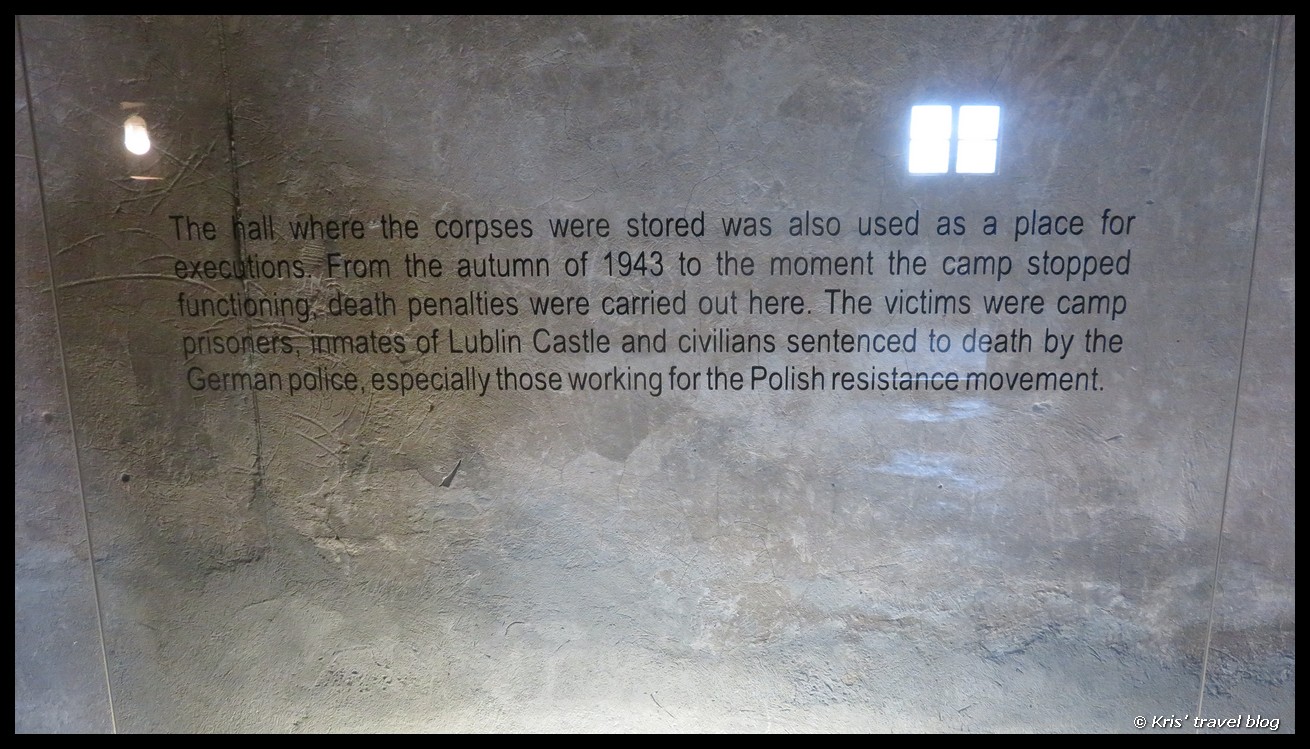 The hall where the corpses were stored was also used as a place for
executions. From the autumn of 1943 to the moment the camp stopped
functioning, death penalties were carried out here. The victims were camp
prisoners, inmates of Lublin Castle and civilians sentenced to death by the
German police, especially those working for the Polish resistance movement.
© Kris' travel blog